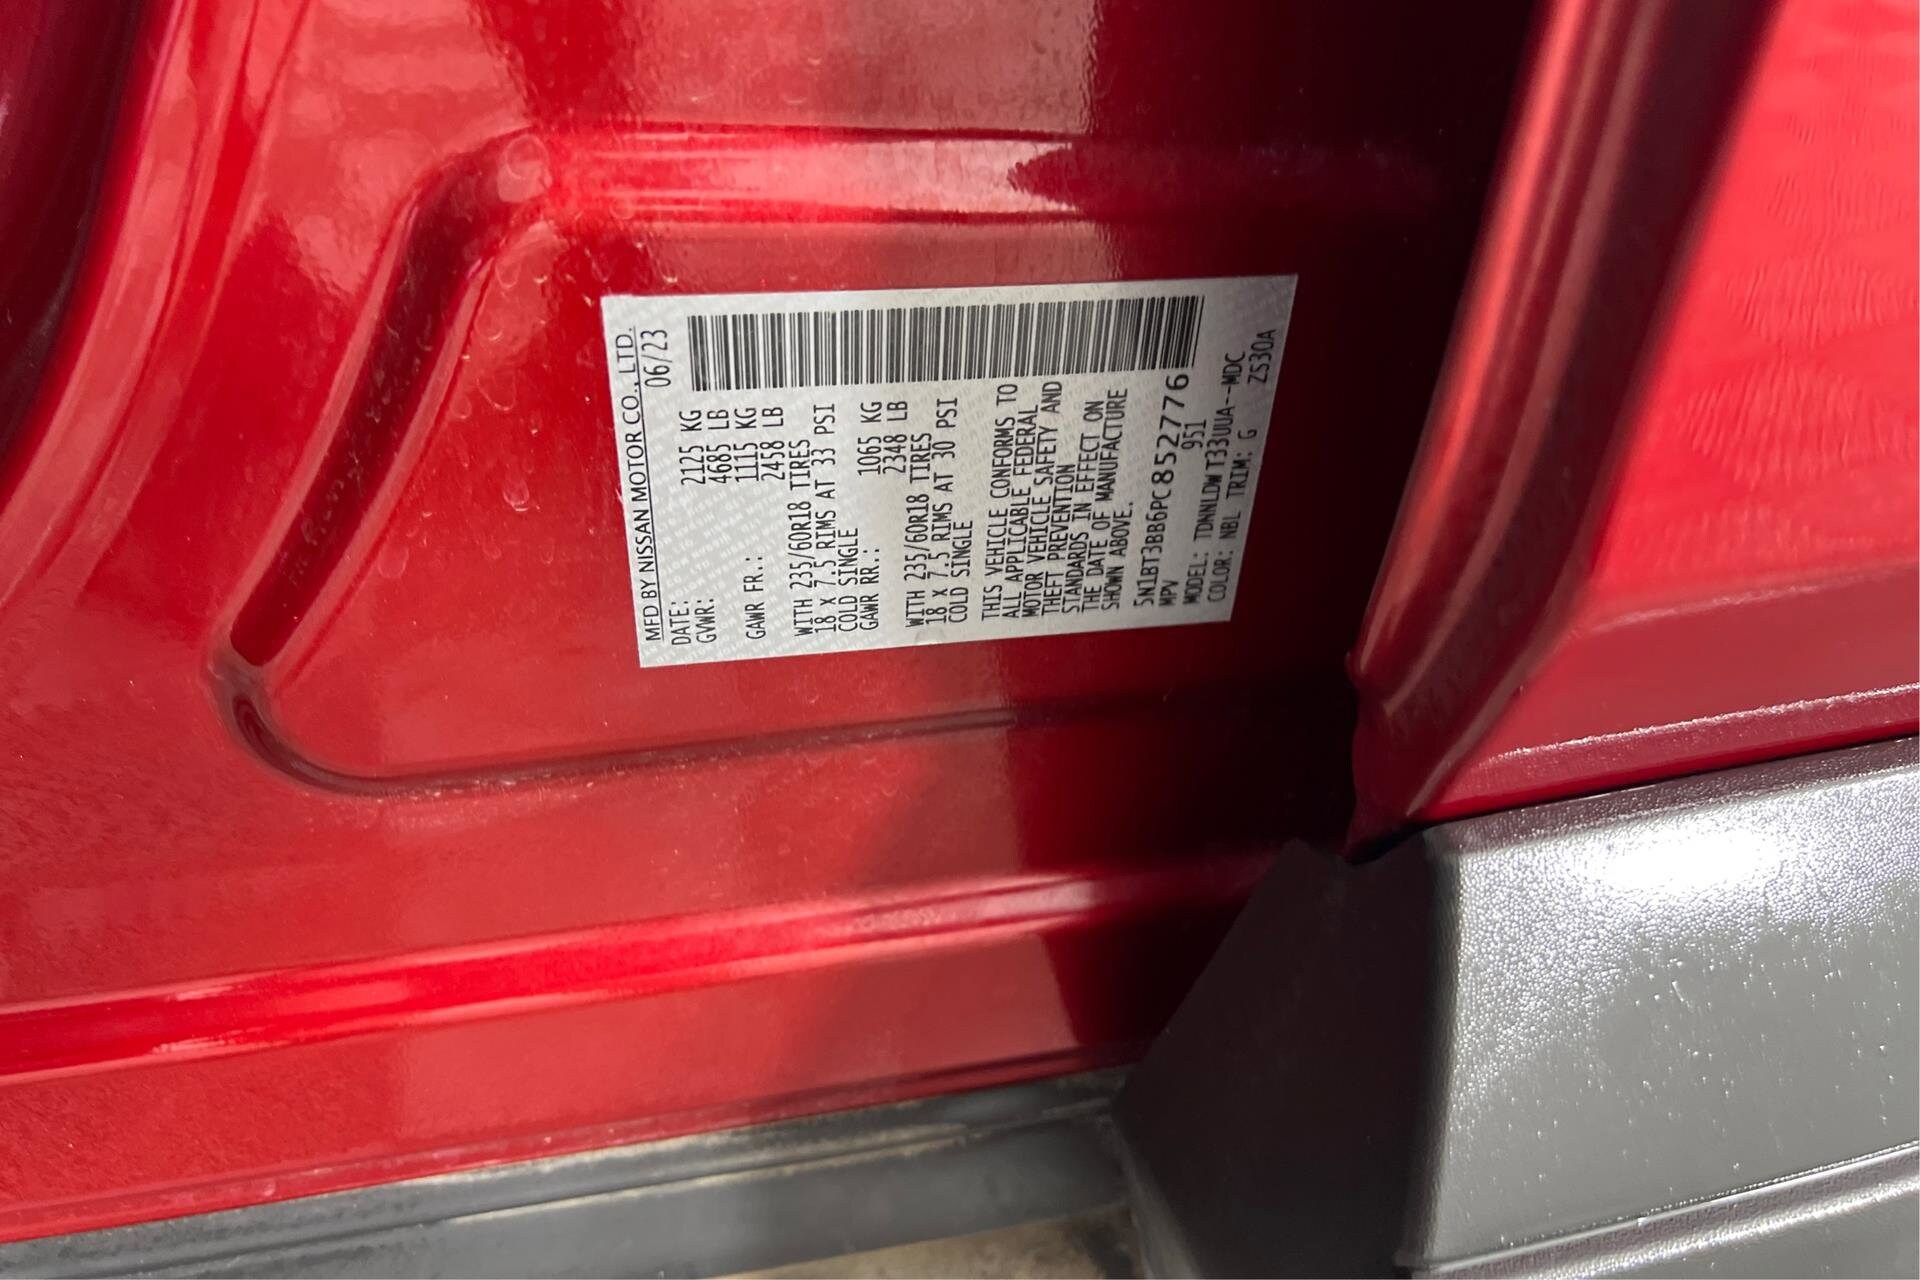 MFD BY NISSAN MOTOR CO., LTD.
DATE: 06/23
GVWR: 2125 KG
4685 LB
GAWR FR.: 1115 KG
2458 LB
WITH 235/60R18 TIRES
18 X 7.5 RIMS AT 33 PSI
COLD SINGLE
GAWR RR.: 1065 KG
2348 LB
WITH 235/60R18 TIRES
18 X 7.5 RIMS AT 30 PSI
COLD SINGLE
THIS VEHICLE CONFORMS TO
ALL APPLICABLE FEDERAL
MOTOR VEHICLE SAFETY AND
THEFT PREVENTION
STANDARDS IN EFFECT ON
THE DATE OF MANUFACTURE
SHOWN ABOVE.
5N1BT3BB6PC852776
MPV 951
MODEL: TDNNLDW T33UUA--MDC
COLOR: NBL TRIM: G ZS30A